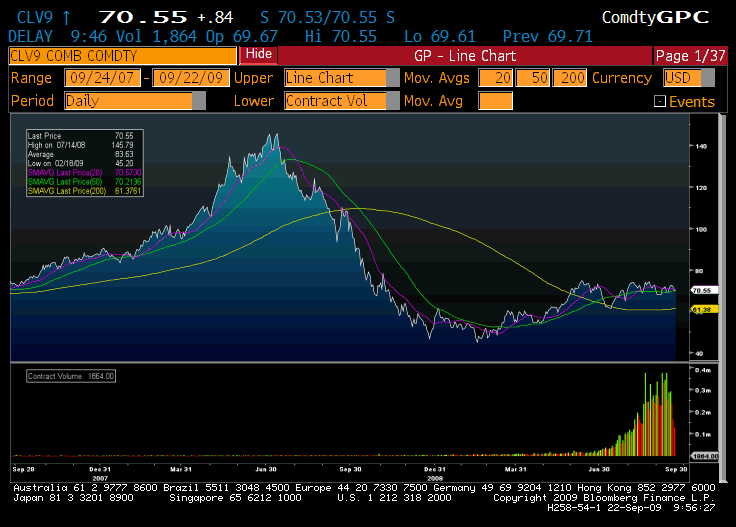 CLV9 ↑ 70.55 +.84 S 70.53/70.55 S ComdtyGPC
DELAY 9:46 Vol 1,864 Op 69.67 Hi 70.55 Lo 69.61 Prev 69.71
CLV9 COMB COMDTY Hide GP - Line Chart Page 1/37
Range 09/24/07 - 09/22/09 Upper Line Chart Mov. Avgs 20 50 200 Currency USD
Period Daily Lower Contract Vol Mov. Avg Events
Last Price 70.55
High on 07/14/08 145.79
Average 83.63
Low on 02/18/09 45.20
SMAVG Last Price(20) 70.5730
SMAVG Last Price(50) 70.2136
SMAVG Last Price(200) 61.3761
140
120
100
80
70.55
61.38
40
Contract Volume 1864.00
0.4m
0.3m
0.2m
0.1m
1864.00
Sep 28 Dec 31 Mar 31 Jun 30 Sep 30 Dec 31 Mar 31 Jun 30 Sep 30
2007 2008
Australia 61 2 9777 8600 Brazil 5511 3048 4500 Europe 44 20 7330 7500 Germany 49 69 9204 1210 Hong Kong 852 2977 6000
Japan 81 3 3201 8900 Singapore 65 6212 1000 U.S. 1 212 318 2000 Copyright 2009 Bloomberg Finance L.P.
H258-54-1 22-Sep-09 9:56:27